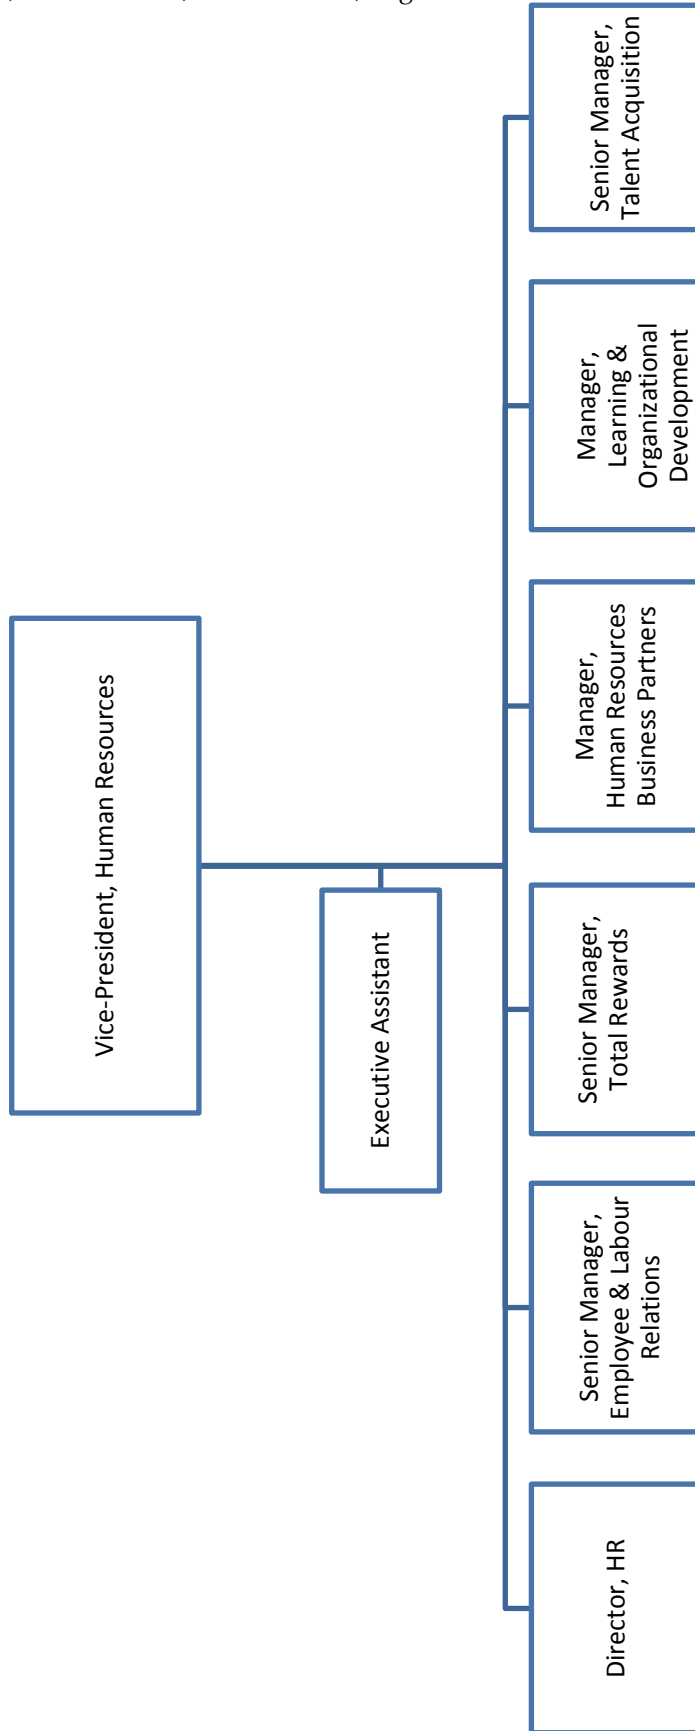 Vice-President, Human Resources
Executive Assistant
Director, HR
Senior Manager,
Employee & Labour
Relations
Senior Manager,
Total Rewards
Manager,
Human Resources
Business Partners
Manager,
Learning &
Organizational
Development
Senior Manager,
Talent Acquisition